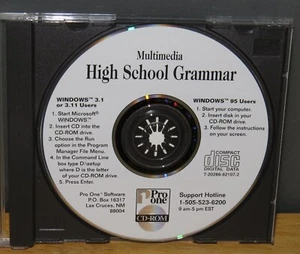 Multimedia
High School Grammar
WINDOWS™ 3.1
or 3.11 Users
1. Start Microsoft®
WINDOWS™
2. Insert CD into the
CD-ROM drive.
3. Choose the Run
option in the Program
Manager File Menu.
4. In the Command Line
box type D:\setup
where D is the letter
of your CD-ROM drive.
5. Press Enter.
WINDOWS™ 95 Users
1. Start your computer.
2. Insert disk in your
CD-ROM drive.
3. Follow the instructions
on your screen.
COMPACT
disc
DIGITAL DATA
7-20286-82107-2
Pro One™ Software
P.O. Box 16317
Las Cruces, NM
88004
Pro
one
CD-ROM
Support Hotline
1-505-523-6200
9 am-5 pm EST